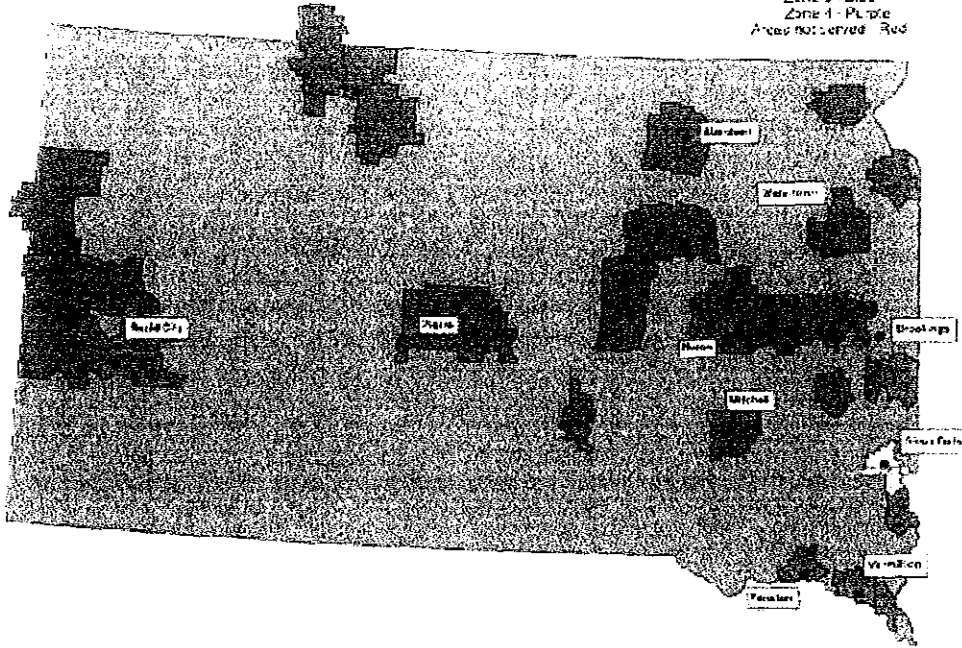 Zone 4 - Purple
Areas not served - Red
Aberdeen
Watertown
Rapid City
Pierre
Brookings
Huron
Mitchell
Sioux Falls
Vermillion
Yankton